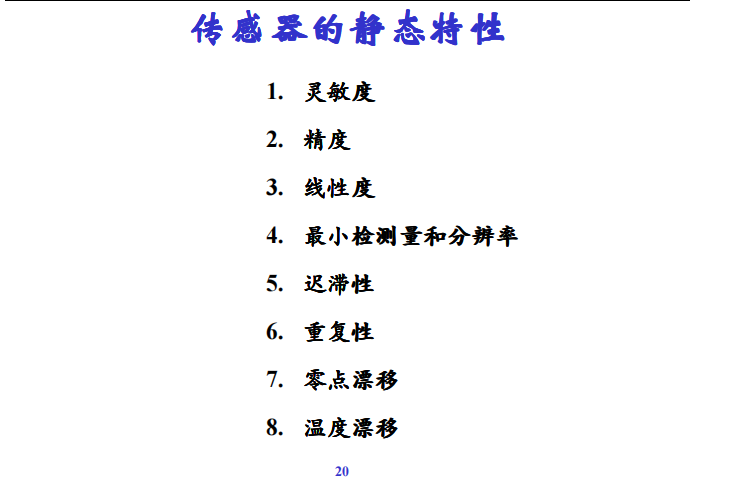 传感器的静态特性
1. 灵敏度
2. 精度
3. 线性度
4. 最小检测量和分辨率
5. 迟滞性
6. 重复性
7. 零点漂移
8. 温度漂移
20